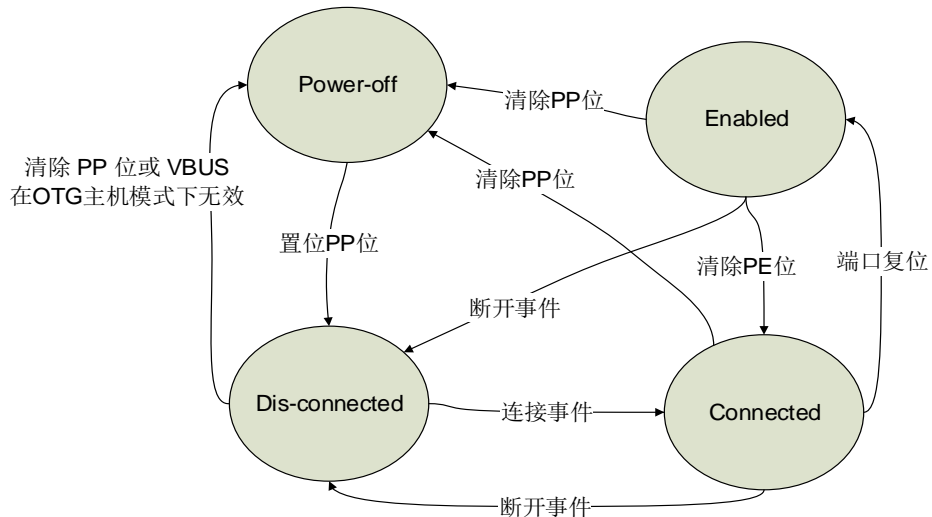 Power-off
Enabled
清除PP位
清除 PP 位或 VBUS
在OTG主机模式下无效
清除PP位
置位PP位
清除PE位
端口复位
断开事件
Dis-connected
连接事件
Connected
断开事件